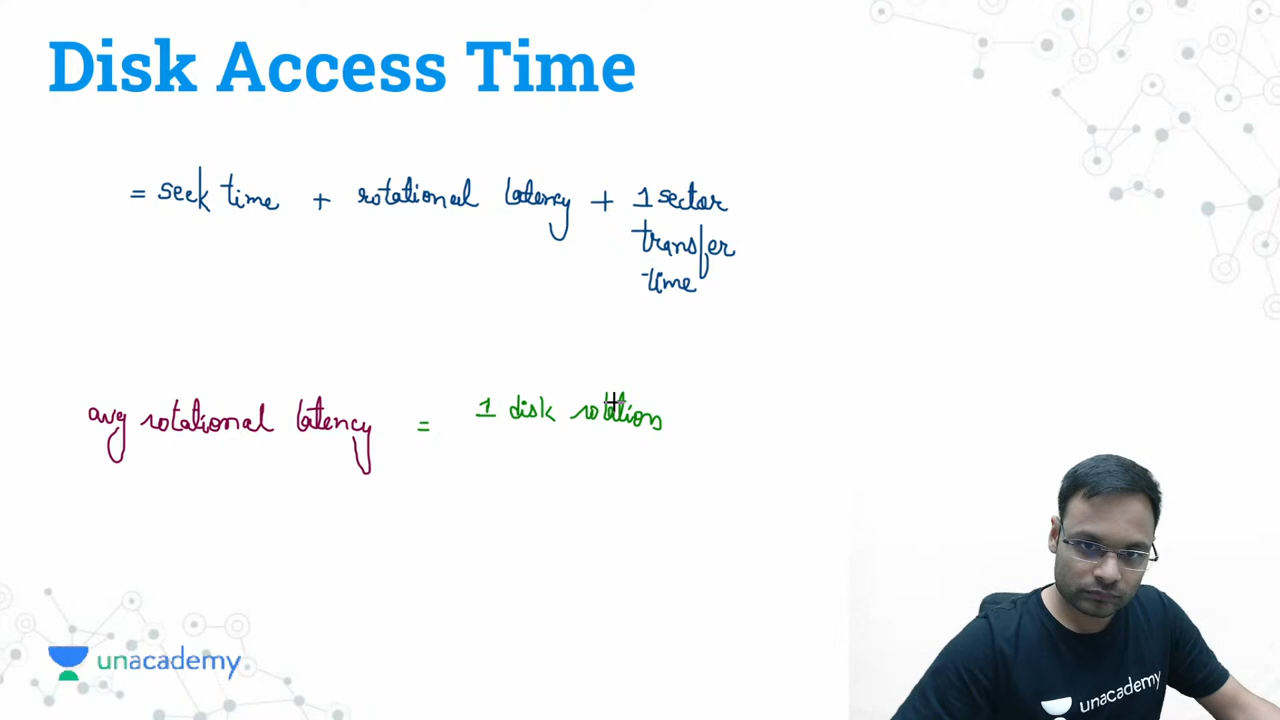 Disk Access Time
= seek time + rotational latency + 1 sector
transfer
time
avg rotational latency = 1 disk rotation
unacademy
unacademy